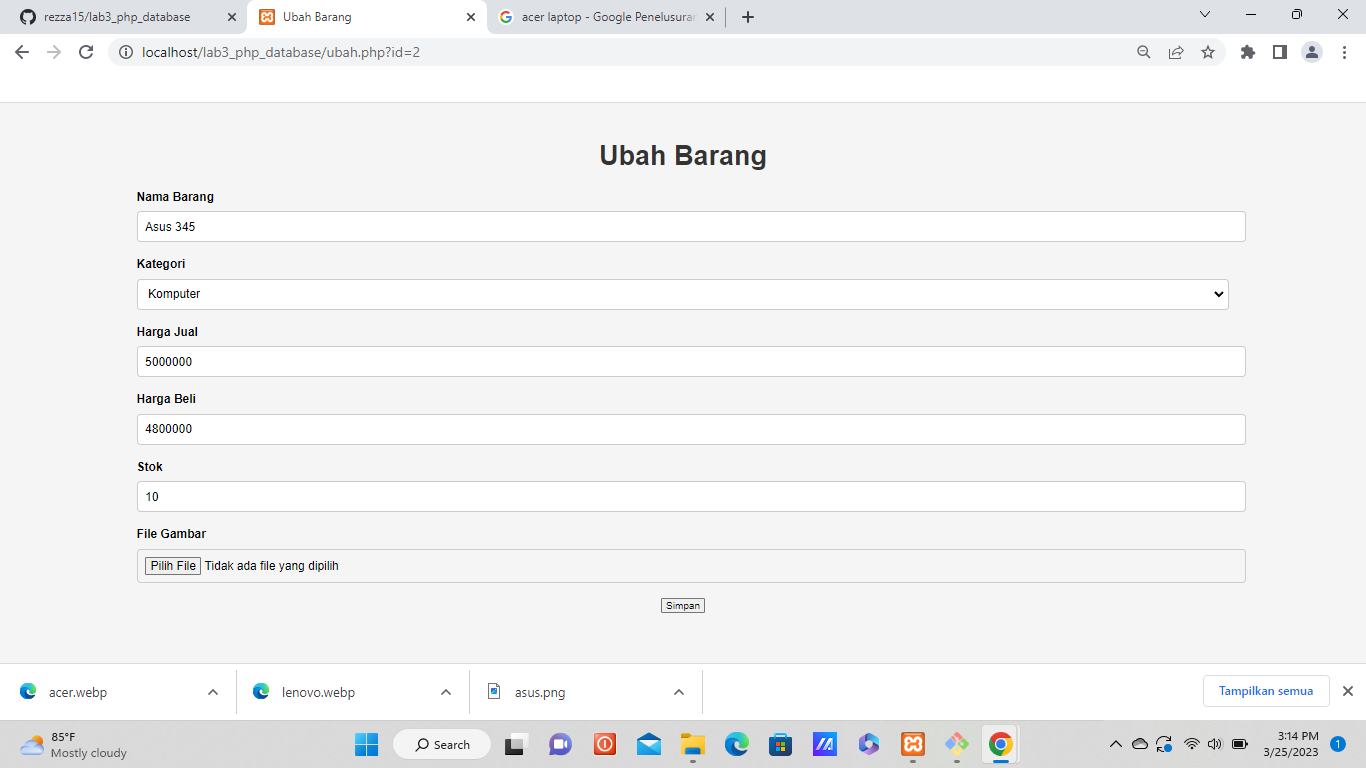 rezza15/lab3_php_database
Ubah Barang
acer laptop - Google Penelusuran
localhost/lab3_php_database/ubah.php?id=2
Ubah Barang
Nama Barang
Asus 345
Kategori
Komputer
Harga Jual
5000000
Harga Beli
4800000
Stok
10
File Gambar
Pilih File Tidak ada file yang dipilih
Simpan
acer.webp
lenovo.webp
asus.png
Tampilkan semua
85°F
Mostly cloudy
Search
3:14 PM
3/25/2023
1